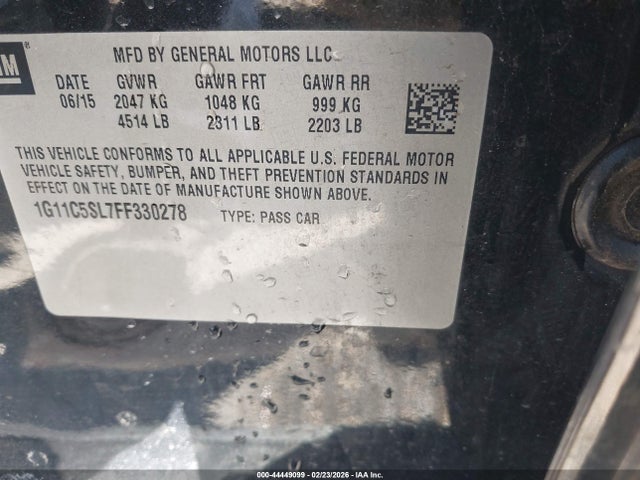 GM
MFD BY GENERAL MOTORS LLC
DATE GVWR GAWR FRT GAWR RR
06/15 2047 KG 1048 KG 999 KG
4514 LB 2311 LB 2203 LB
THIS VEHICLE CONFORMS TO ALL APPLICABLE U.S. FEDERAL MOTOR
VEHICLE SAFETY, BUMPER, AND THEFT PREVENTION STANDARDS IN
EFFECT ON THE DATE OF MANUFACTURE SHOWN ABOVE.
1G11C5SL7FF330278 TYPE: PASS CAR
000-44449099 - 02/23/2026 - IAA Inc.